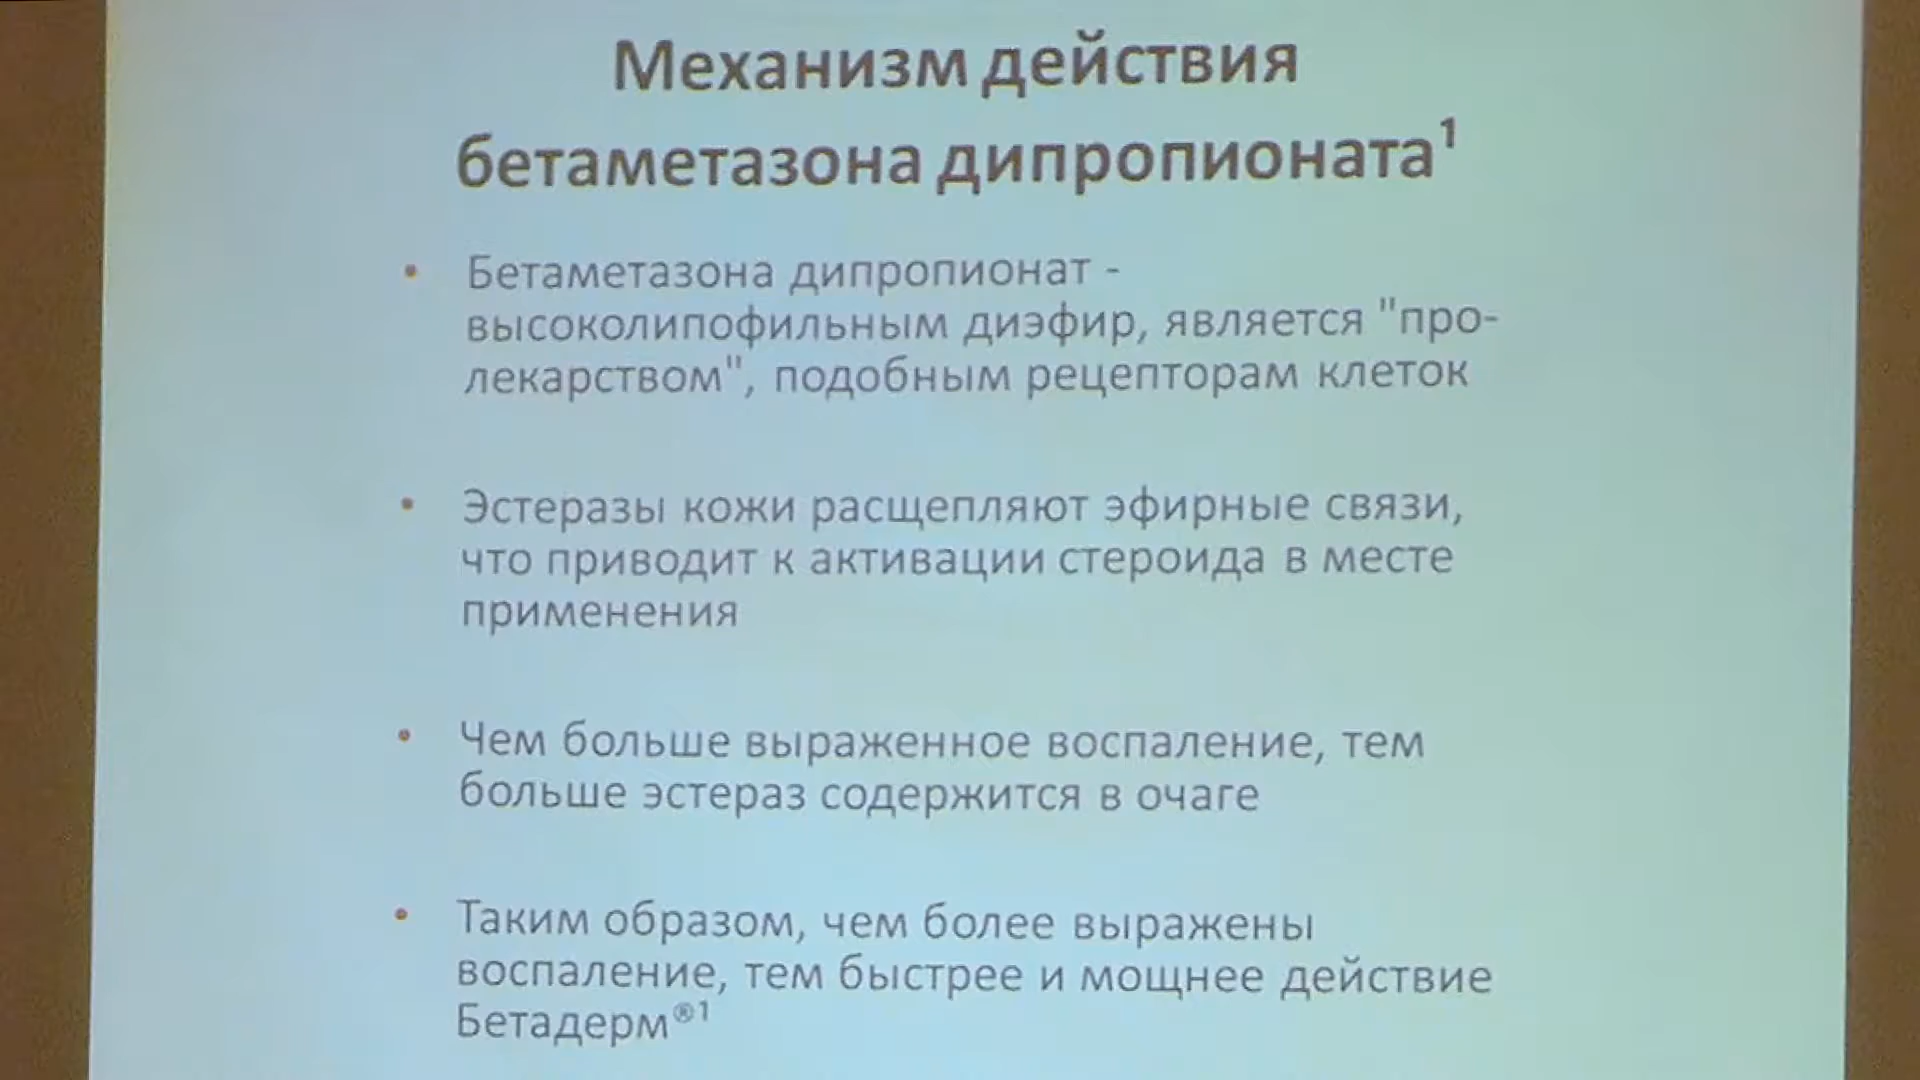 Механизм действия
бетаметазона дипропионата¹
• Бетаметазона дипропионат -
высоколипофильным диэфир, является "про-
лекарством", подобным рецепторам клеток
• Эстеразы кожи расщепляют эфирные связи,
что приводит к активации стероида в месте
применения
• Чем больше выраженное воспаление, тем
больше эстераз содержится в очаге
• Таким образом, чем более выражены
воспаление, тем быстрее и мощнее действие
Бетадерм®¹